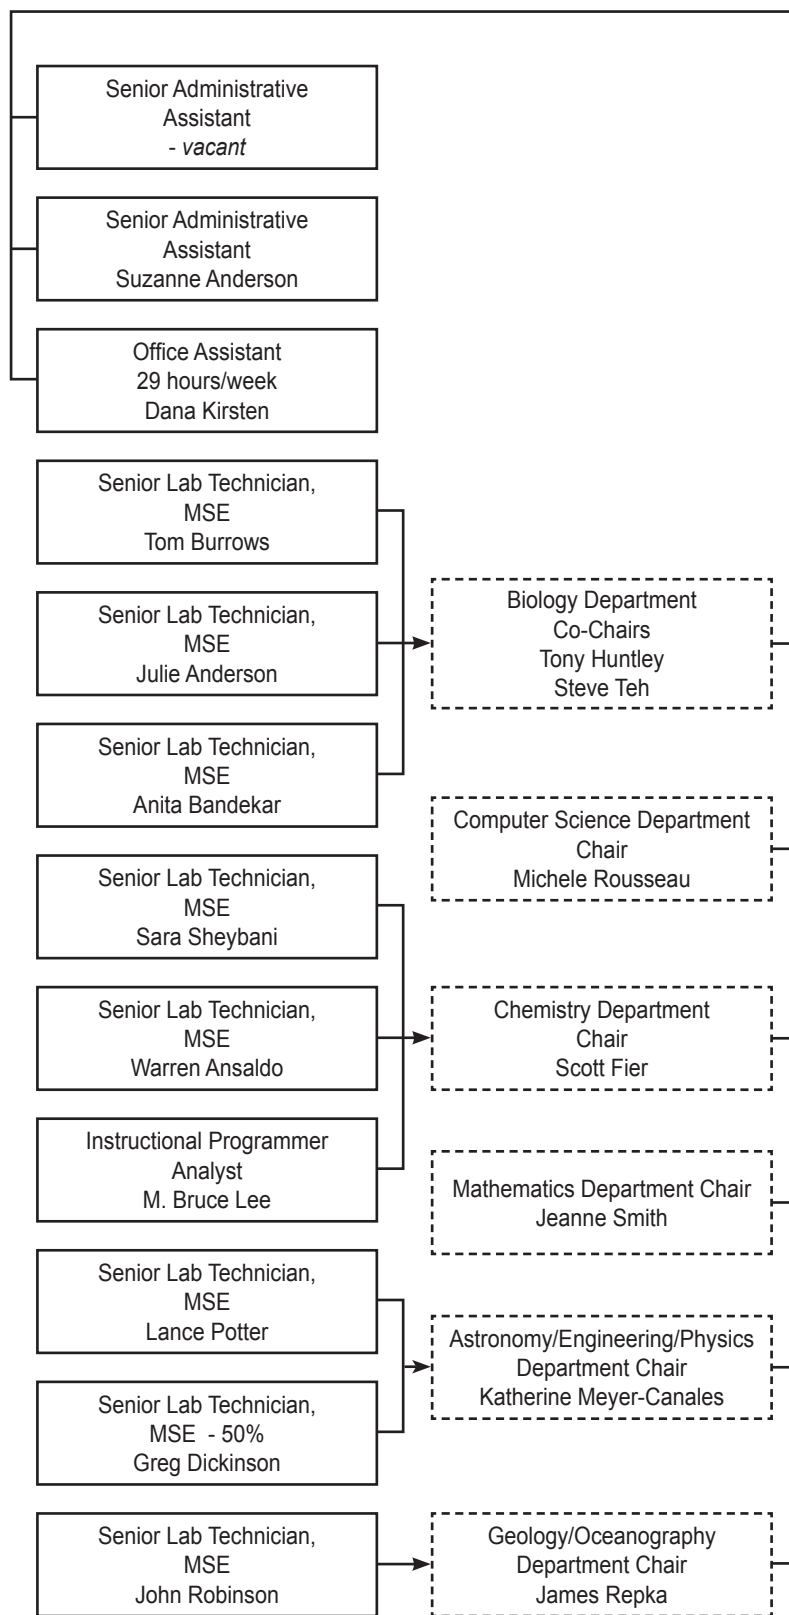 Senior Administrative
Assistant
- vacant
Senior Administrative
Assistant
Suzanne Anderson
Office Assistant
29 hours/week
Dana Kirsten
Senior Lab Technician,
MSE
Tom Burrows
Senior Lab Technician,
MSE
Julie Anderson
Senior Lab Technician,
MSE
Anita Bandekar
Senior Lab Technician,
MSE
Sara Sheybani
Senior Lab Technician,
MSE
Warren Ansaldo
Instructional Programmer
Analyst
M. Bruce Lee
Senior Lab Technician,
MSE
Lance Potter
Senior Lab Technician,
MSE - 50%
Greg Dickinson
Senior Lab Technician,
MSE
John Robinson
Biology Department
Co-Chairs
Tony Huntley
Steve Teh
Computer Science Department
Chair
Michele Rousseau
Chemistry Department
Chair
Scott Fier
Mathematics Department Chair
Jeanne Smith
Astronomy/Engineering/Physics
Department Chair
Katherine Meyer-Canales
Geology/Oceanography
Department Chair
James Repka